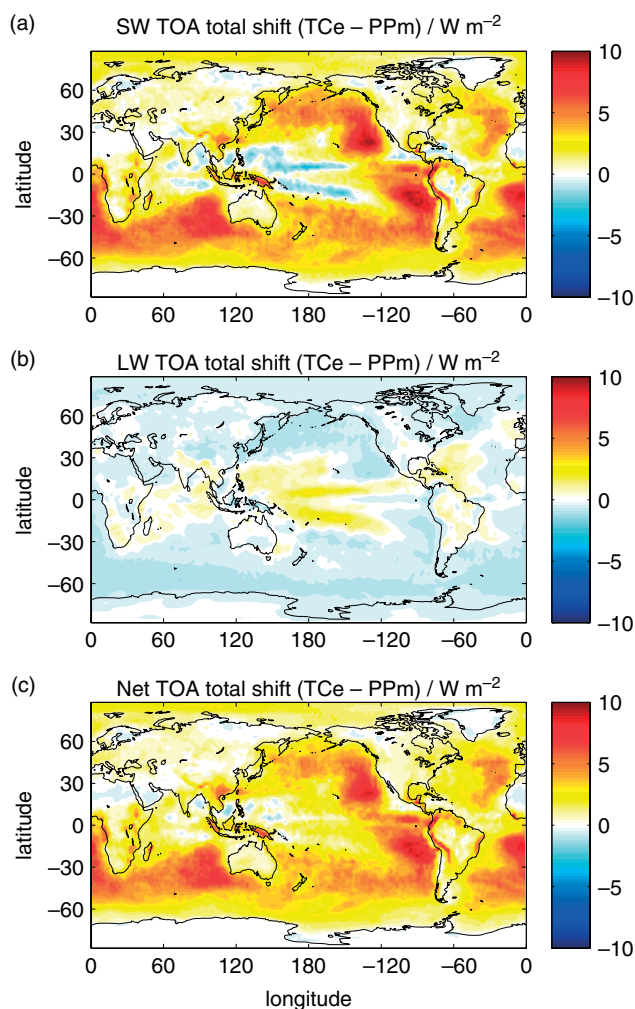 (a)
SW TOA total shift (TCe – PPm) / W m⁻²
latitude
60
30
0
−30
−60
0 60 120 180 −120 −60 0
10
5
0
−5
−10
(b)
LW TOA total shift (TCe – PPm) / W m⁻²
latitude
60
30
0
−30
−60
0 60 120 180 −120 −60 0
10
5
0
−5
−10
(c)
Net TOA total shift (TCe – PPm) / W m⁻²
latitude
60
30
0
−30
−60
0 60 120 180 −120 −60 0
longitude
10
5
0
−5
−10